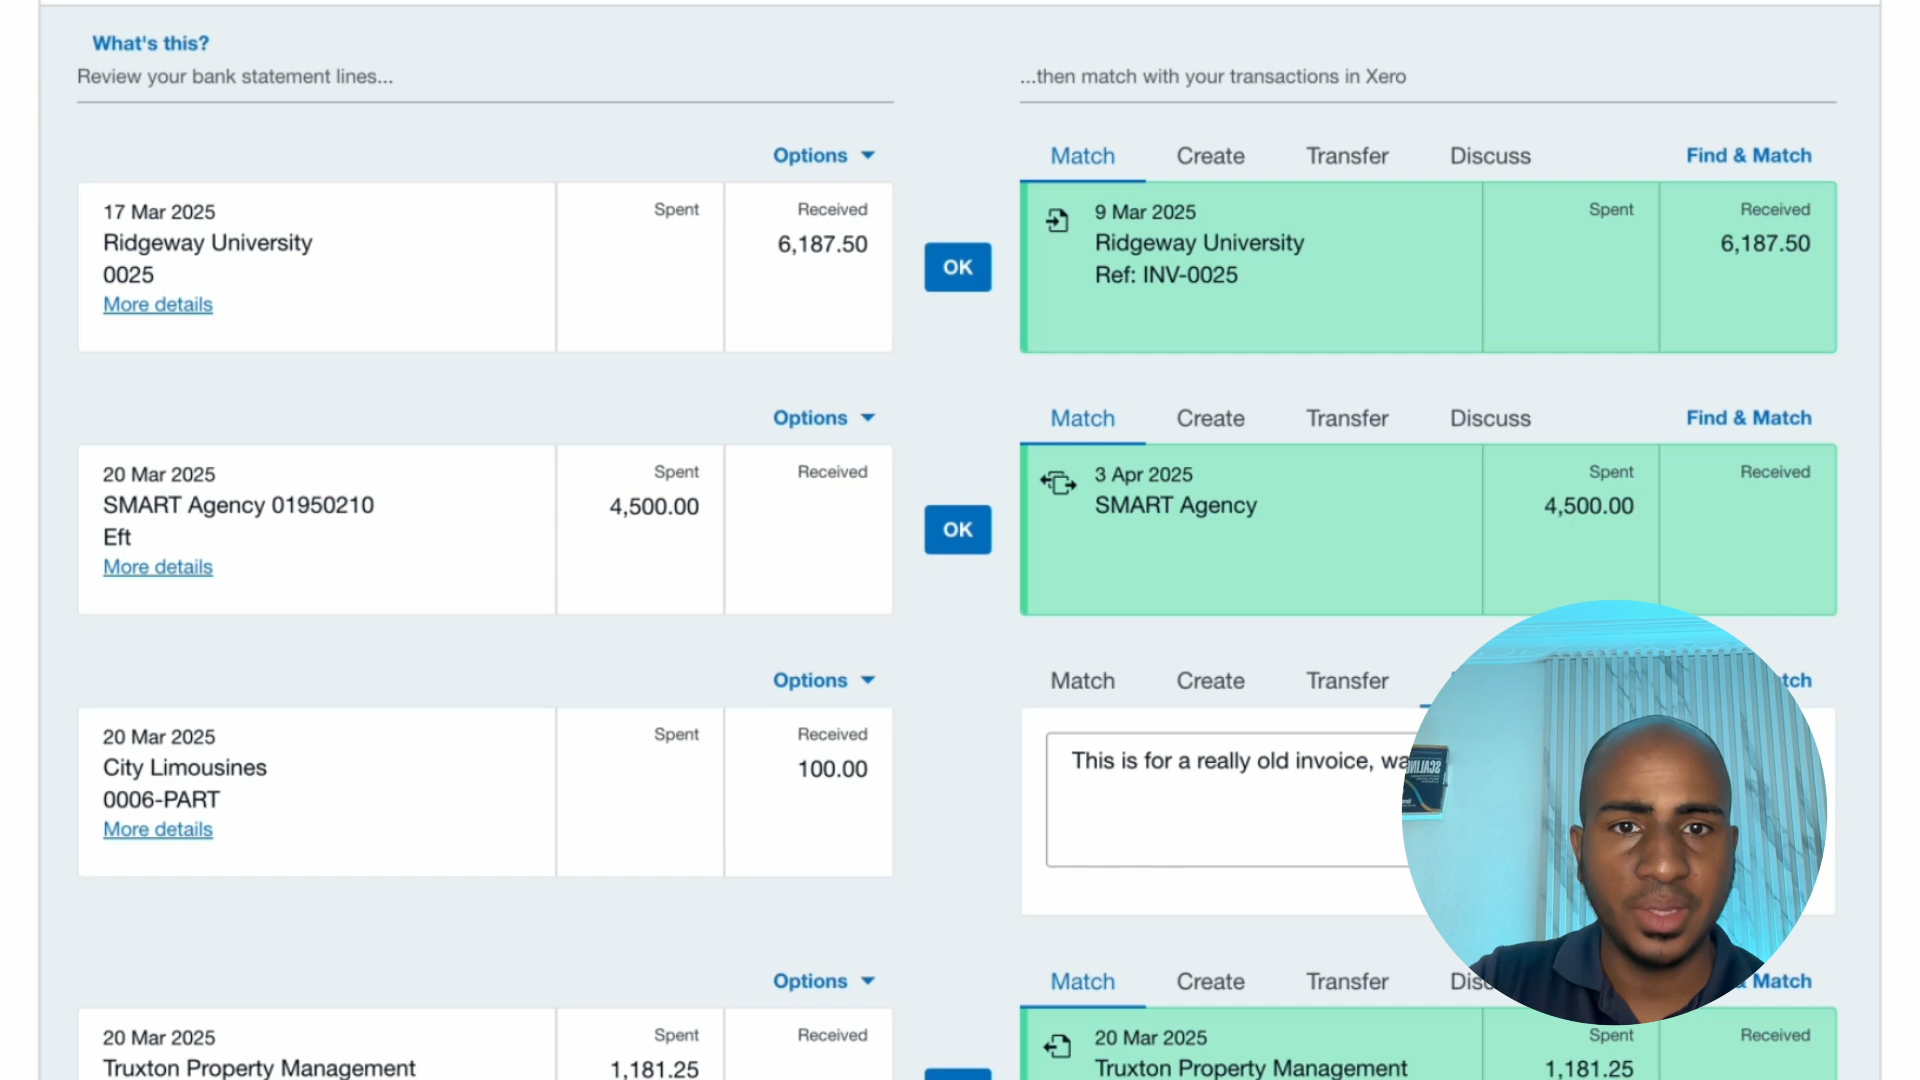 What's this?
Review your bank statement lines...
...then match with your transactions in Xero
Options
Match Create Transfer Discuss Find & Match
17 Mar 2025
Ridgeway University
0025
More details
Spent
Received
6,187.50
OK
9 Mar 2025
Ridgeway University
Ref: INV-0025
Spent
Received
6,187.50
Options
Match Create Transfer Discuss Find & Match
20 Mar 2025
SMART Agency 01950210
Eft
More details
Spent
4,500.00
Received
OK
3 Apr 2025
SMART Agency
Spent
4,500.00
Received
Options
Match Create Transfer
20 Mar 2025
City Limousines
0006-PART
More details
Spent
Received
100.00
This is for a really old invoice,
Options
Match Create Transfer Match
20 Mar 2025
Truxton Property Management
Spent
1,181.25
Received
20 Mar 2025
Truxton Property Management
Spent
1,181.25
Received